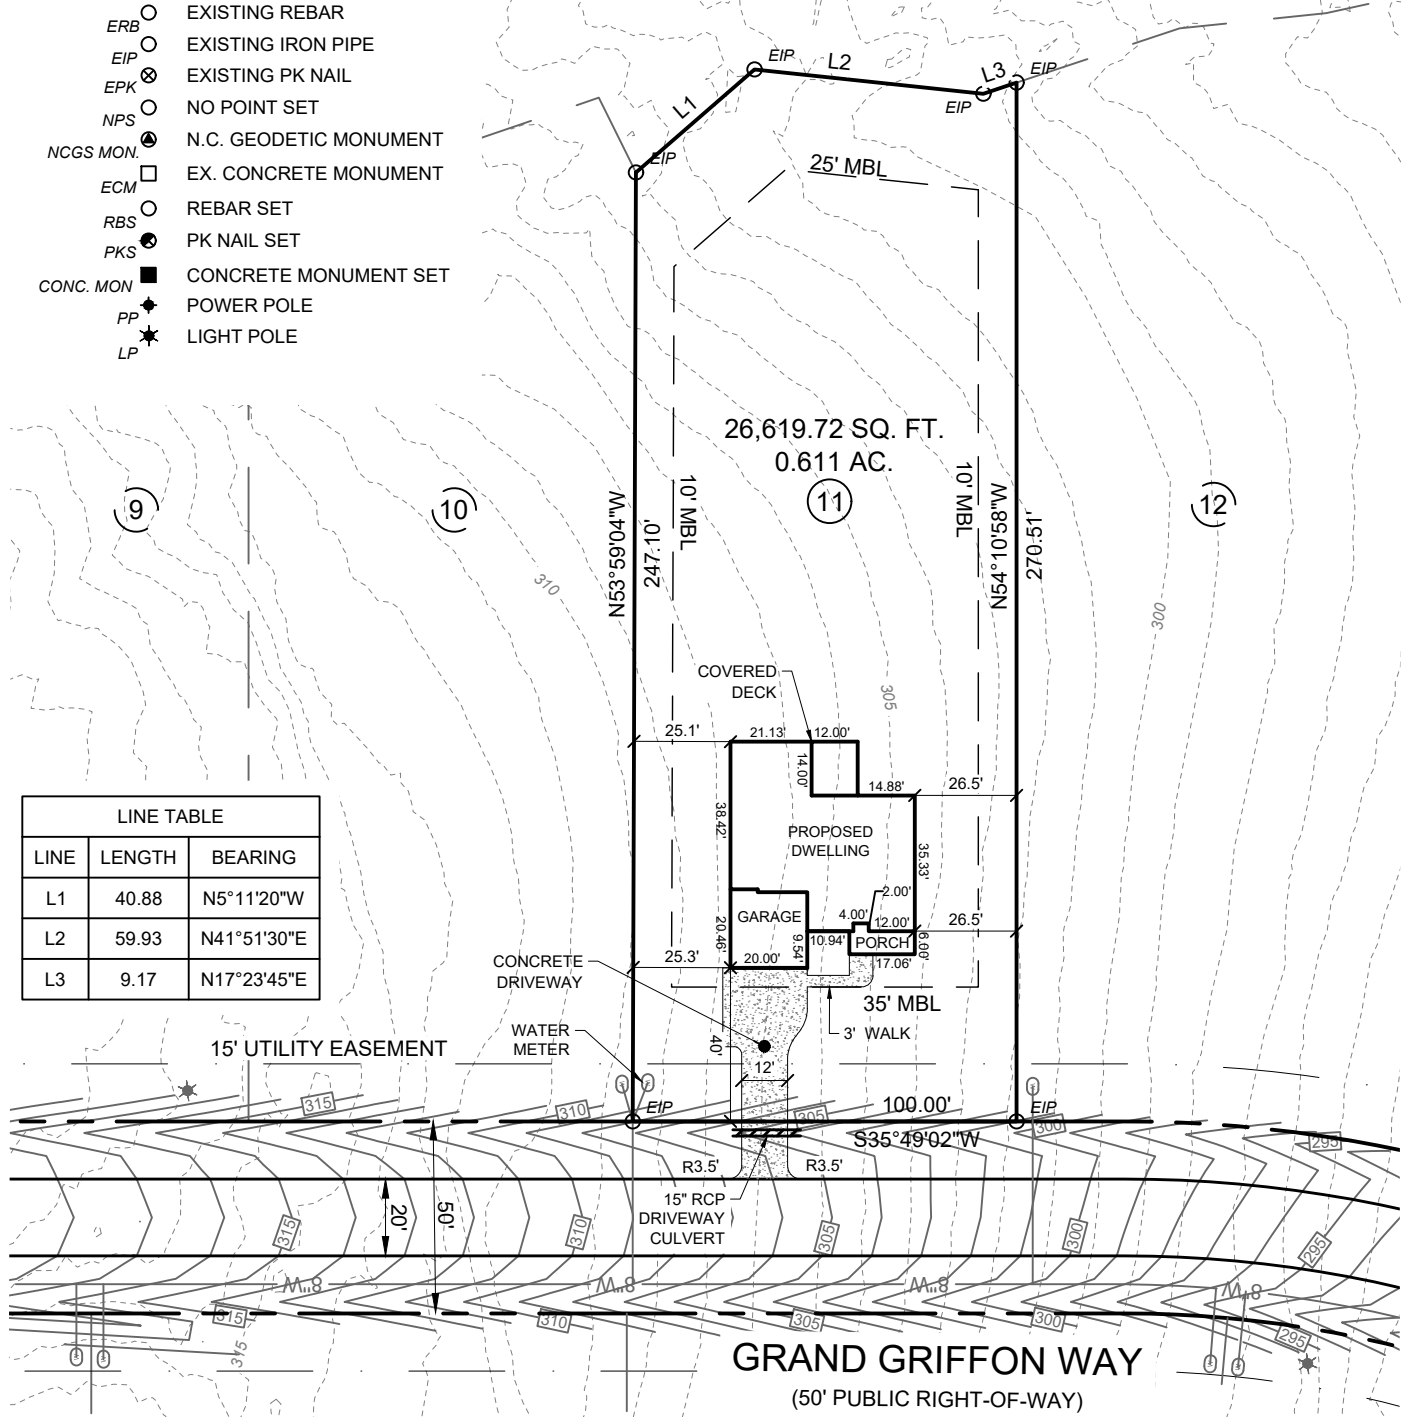 ERB EXISTING REBAR
EIP EXISTING IRON PIPE
EPK EXISTING PK NAIL
NPS NO POINT SET
NCGS MON. N.C. GEODETIC MONUMENT
ECM EX. CONCRETE MONUMENT
RBS REBAR SET
PKS PK NAIL SET
CONC. MON CONCRETE MONUMENT SET
PP POWER POLE
LP LIGHT POLE
EIP
L2
L3
EIP
EIP
L1
EIP
25' MBL
26,619.72 SQ. FT.
0.611 AC.
9
10
11
12
N53°59'04"W
247.10'
10' MBL
10' MBL
N54°10'58"W
270.51'
310
300
305
COVERED
DECK
25.1'
21.13'
12.00'
14.00'
14.88'
26.5'
38.42'
PROPOSED
DWELLING
35.33'
2.00'
GARAGE
4.00'
12.00'
26.5'
20.46'
9.54'
10.94'
PORCH
6.00'
25.3'
20.00'
17.06'
LINE TABLE
LINE LENGTH BEARING
L1 40.88 N5°11'20"W
L2 59.93 N41°51'30"E
L3 9.17 N17°23'45"E
CONCRETE
DRIVEWAY
35' MBL
3' WALK
WATER
METER
40'
12'
15' UTILITY EASEMENT
315
310
EIP
305
100.00'
EIP
300
295
S35°49'02"W
R3.5'
R3.5'
15" RCP
DRIVEWAY
CULVERT
20'
50'
315
310
305
300
295
8"W
8"W
8"W
8"W
315
310
305
300
295
315
GRAND GRIFFON WAY
(50' PUBLIC RIGHT-OF-WAY)